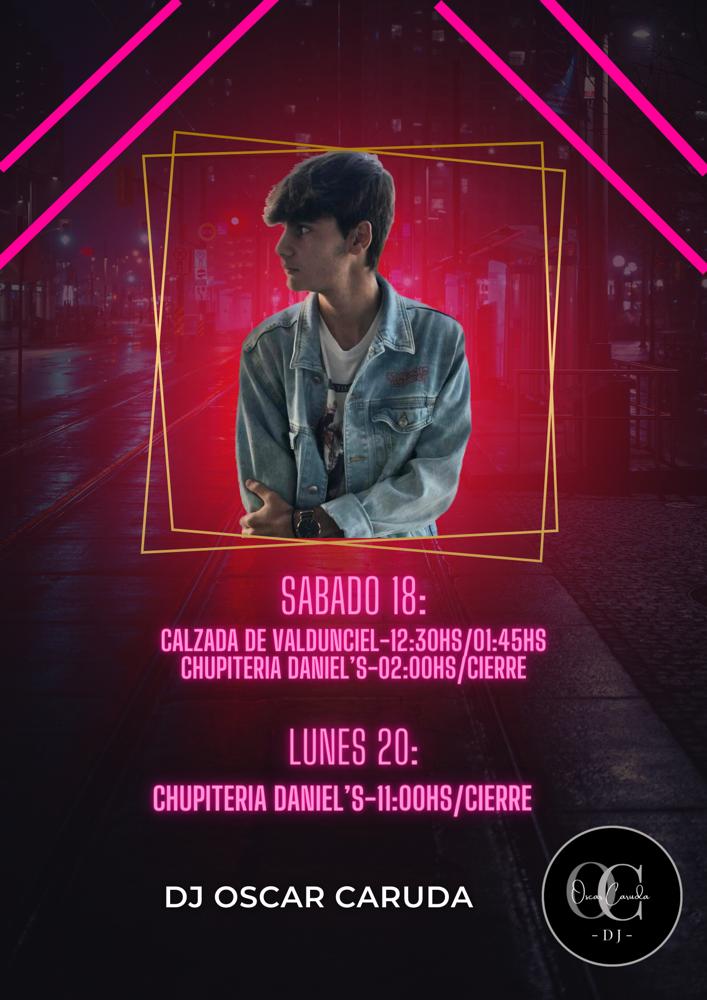 SABADO 18:
CALZADA DE VALDUNCIEL-12:30HS/01:45HS
CHUPITERIA DANIEL'S-02:00HS/CIERRE
LUNES 20:
CHUPITERIA DANIEL'S-11:00HS/CIERRE
DJ OSCAR CARUDA
OC
Oscar Caruda
-DJ-